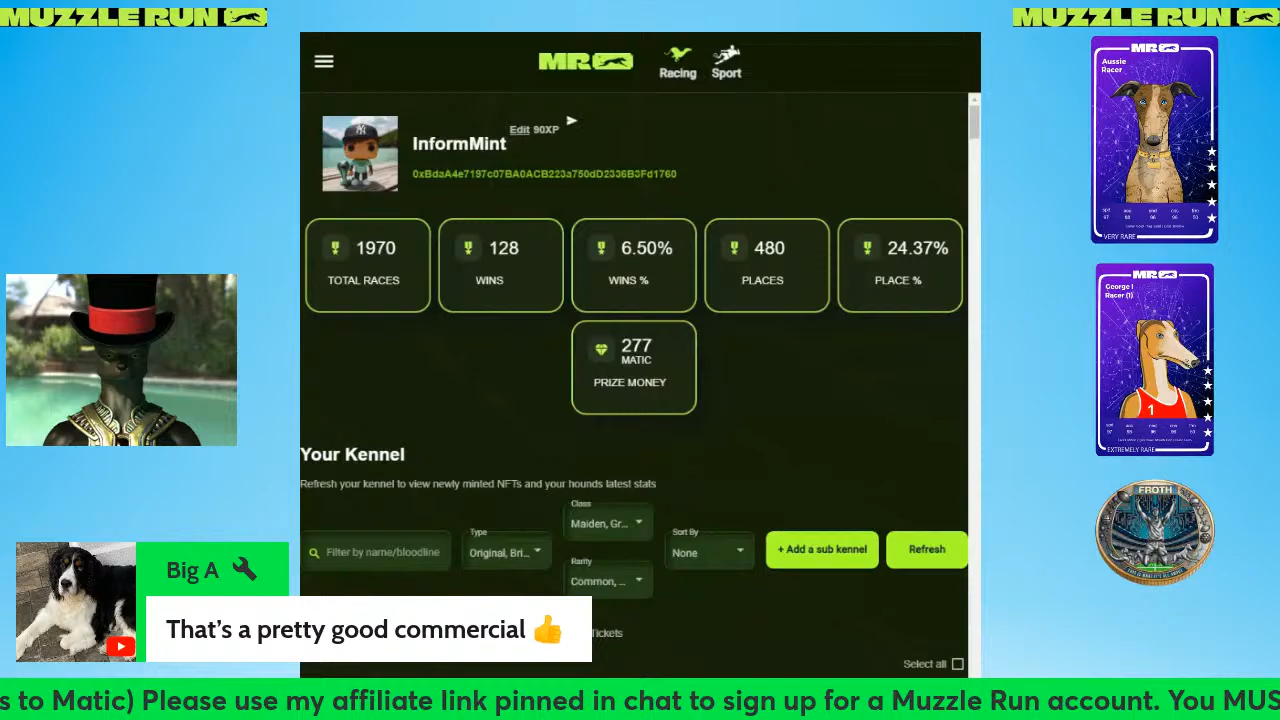 MUZZLE RUN
MUZZLE RUN
MR
Racing
Sport
InformMint
Edit 90XP
0xBdaA4e7197c07BA0ACB223a750dD2336B3Fd1760
1970
TOTAL RACES
128
WINS
6.50%
WINS %
480
PLACES
24.37%
PLACE %
277
MATIC
PRIZE MONEY
Your Kennel
Refresh your kennel to view newly minted NFTs and your hounds latest stats
Filter by name/bloodline
Type
Original, Bri...
Class
Maiden, Gr...
Rarity
Common, ...
Sort By
None
+ Add a sub kennel
Refresh
Tickets
Select all
MR
Aussie
Racer
VERY RARE
MR
George I
Racer (1)
1
EXTREMELY RARE
FROTH
Big A
That's a pretty good commercial 👍
s to Matic) Please use my affiliate link pinned in chat to sign up for a Muzzle Run account. You MUS